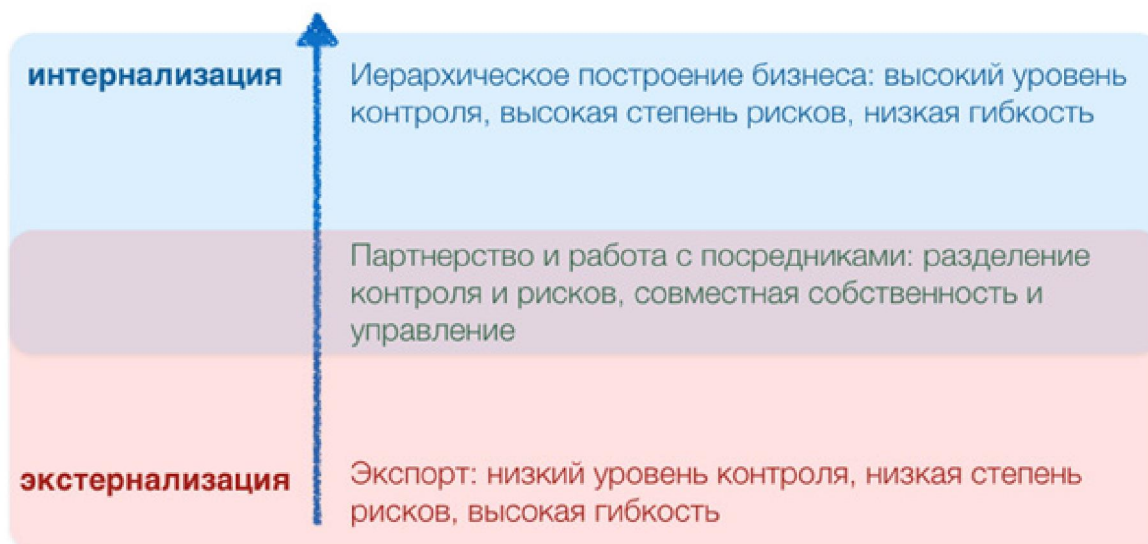 интернализация
Иерархическое построение бизнеса: высокий уровень
контроля, высокая степень рисков, низкая гибкость
Партнерство и работа с посредниками: разделение
контроля и рисков, совместная собственность и
управление
экстернализация
Экспорт: низкий уровень контроля, низкая степень
рисков, высокая гибкость